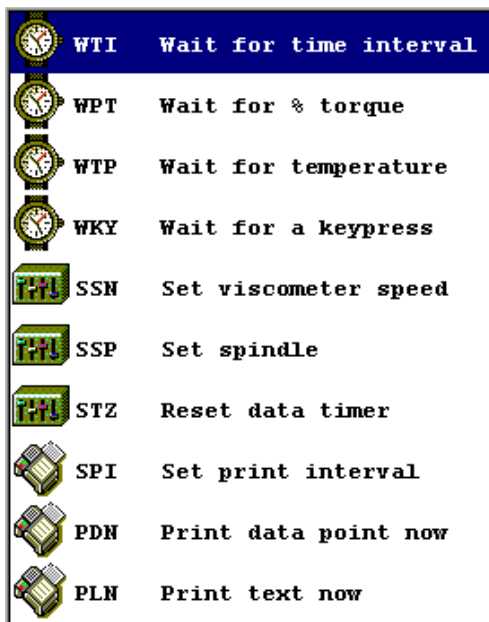 WTI Wait for time interval
WPT Wait for % torque
WTP Wait for temperature
WKY Wait for a keypress
SSN Set viscometer speed
SSP Set spindle
STZ Reset data timer
SPI Set print interval
PDN Print data point now
PLN Print text now